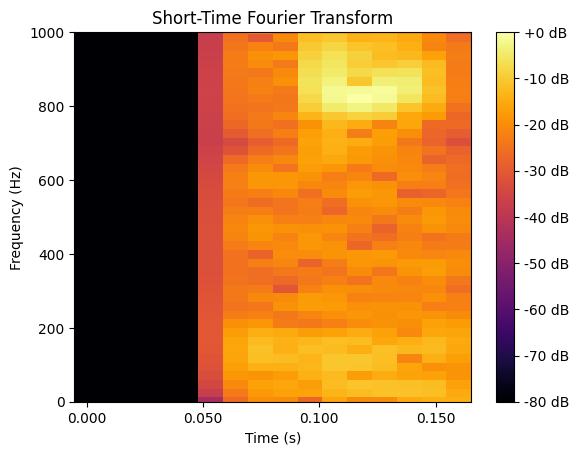 Short-Time Fourier Transform
1000
800
600
400
200
0
Frequency (Hz)
0.000
0.050
0.100
0.150
Time (s)
+0 dB
-10 dB
-20 dB
-30 dB
-40 dB
-50 dB
-60 dB
-70 dB
-80 dB